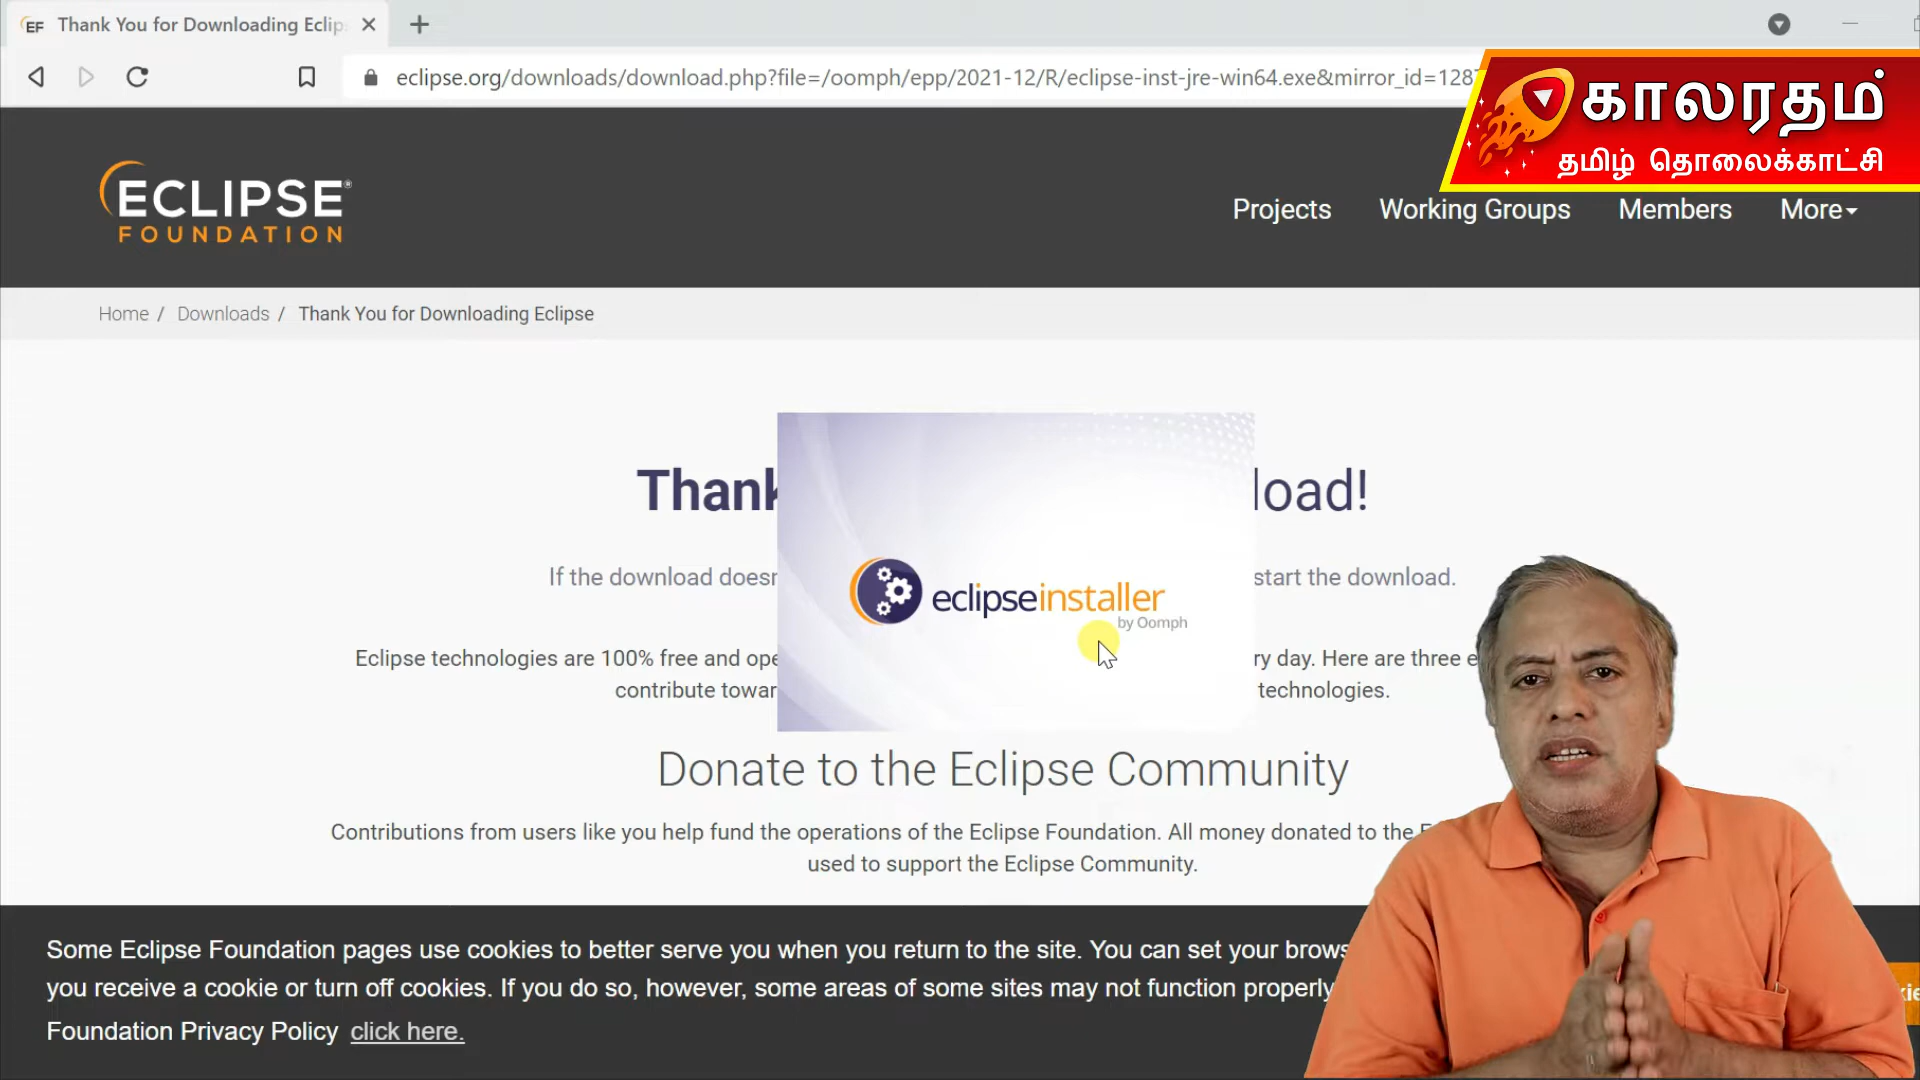 EF Thank You for Downloading Eclip
eclipse.org/downloads/download.php?file=/oomph/epp/2021-12/R/eclipse-inst-jre-win64.exe&mirror_id=128
காலரதம்
தமிழ் தொலைக்காட்சி
ECLIPSE®
FOUNDATION
Projects Working Groups Members More
Home / Downloads / Thank You for Downloading Eclipse
Thank load!
If the download doesn start the download.
eclipseinstaller
by Oomph
Eclipse technologies are 100% free and ope ry day. Here are three e
contribute towar technologies.
Donate to the Eclipse Community
Contributions from users like you help fund the operations of the Eclipse Foundation. All money donated to the
used to support the Eclipse Community.
Some Eclipse Foundation pages use cookies to better serve you when you return to the site. You can set your brows
you receive a cookie or turn off cookies. If you do so, however, some areas of some sites may not function properly
Foundation Privacy Policy click here.